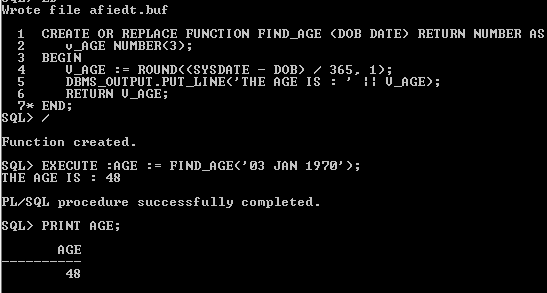 SQL> ED
Wrote file afiedt.buf
1 CREATE OR REPLACE FUNCTION FIND_AGE (DOB DATE) RETURN NUMBER AS
2 v_AGE NUMBER(3);
3 BEGIN
4 V_AGE := ROUND((SYSDATE - DOB) / 365, 1);
5 DBMS_OUTPUT.PUT_LINE('THE AGE IS : ' || V_AGE);
6 RETURN V_AGE;
7* END;
SQL> /
Function created.
SQL> EXECUTE :AGE := FIND_AGE('03 JAN 1970');
THE AGE IS : 48
PL/SQL procedure successfully completed.
SQL> PRINT AGE;
AGE
----------
48